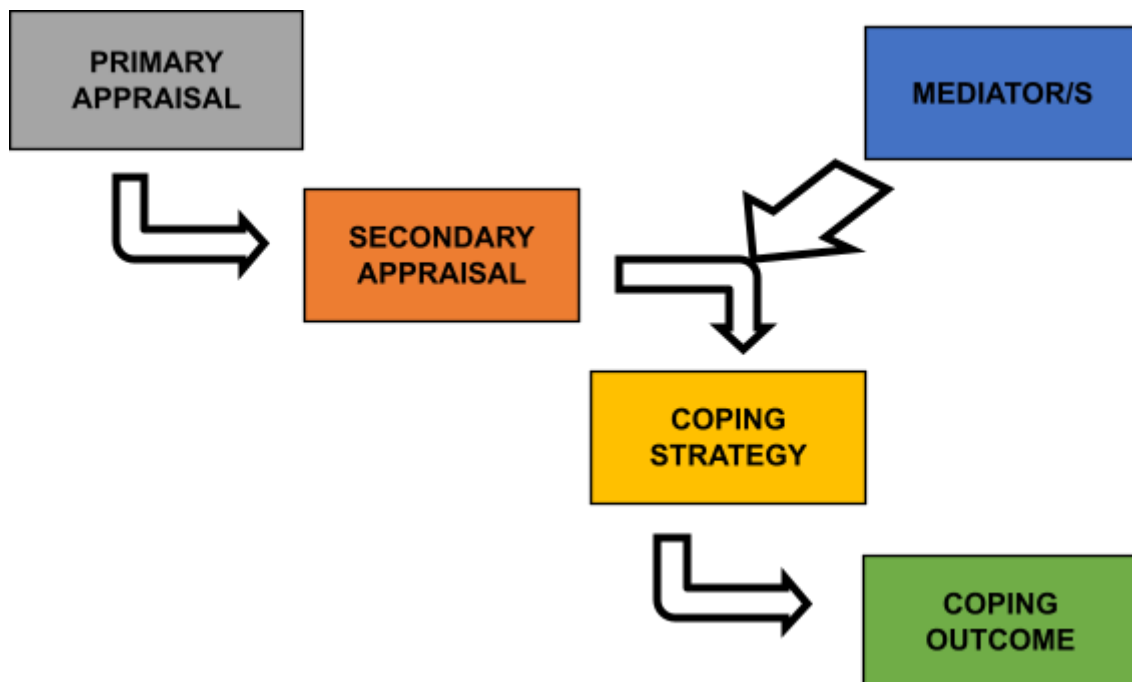 PRIMARY
APPRAISAL
MEDIATOR/S
SECONDARY
APPRAISAL
COPING
STRATEGY
COPING
OUTCOME